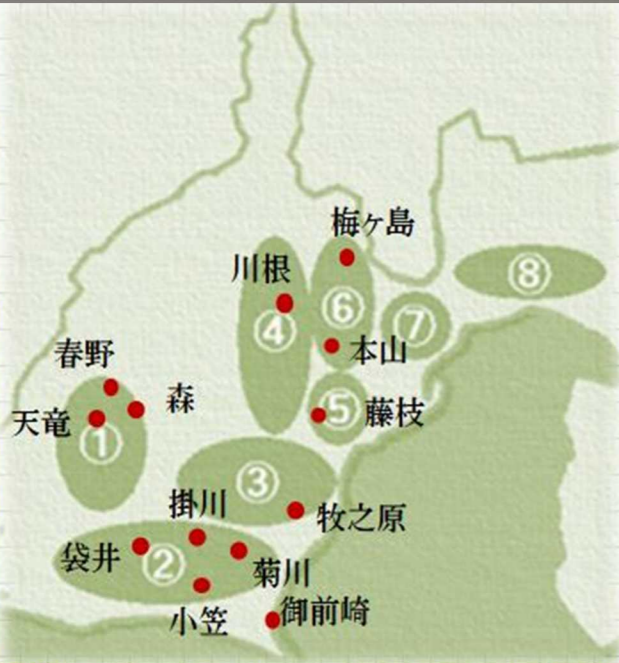 梅ヶ島
川根
⑧
⑥
④
⑦
本山
春野
森
⑤
藤枝
天竜
①
③
掛川
牧之原
袋井
②
菊川
小笠
御前崎